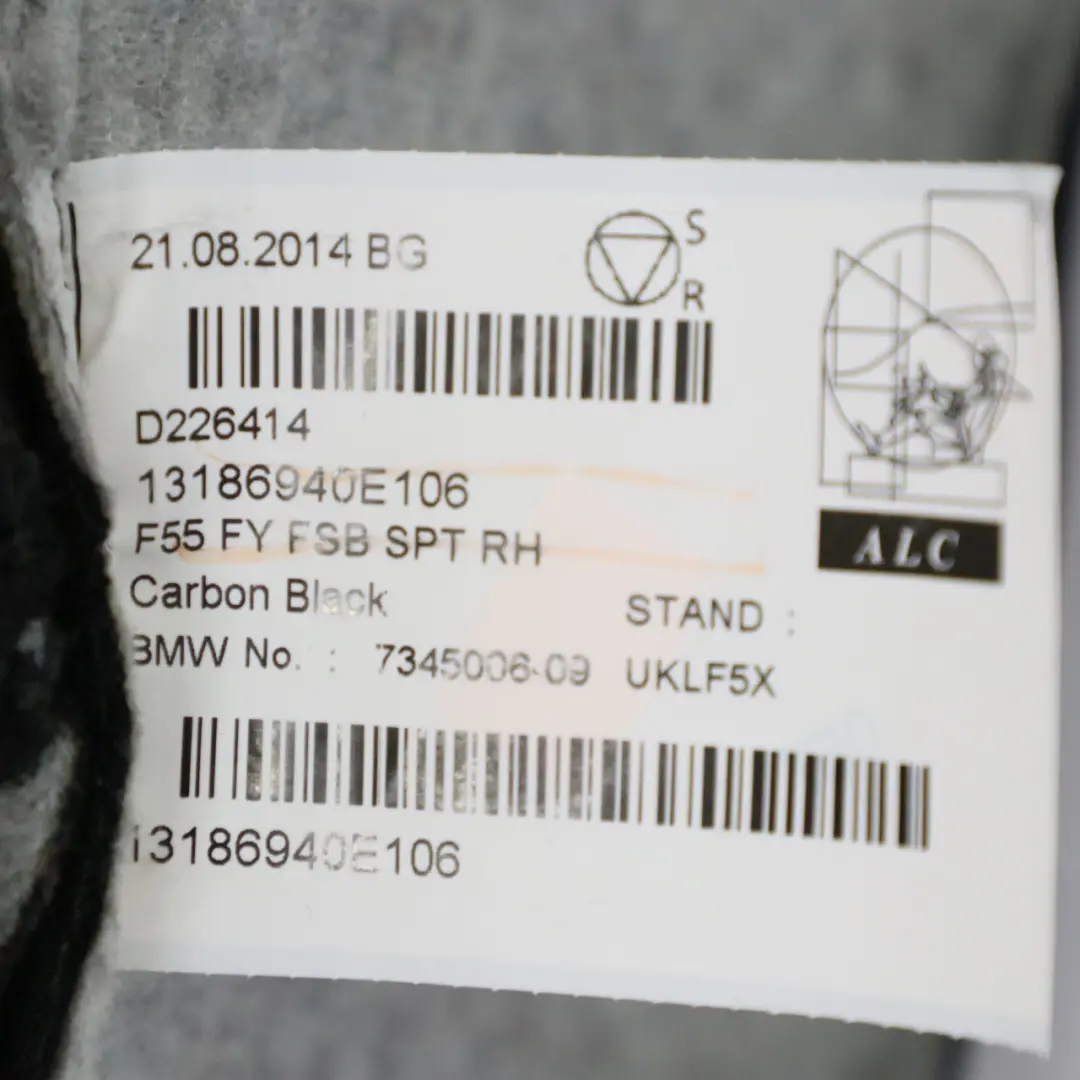 21.08.2014 BG
S
R
D226414
13186940E106
F55 FY FSB SPT RH
ALC
Carbon Black
STAND :
BMW No. : 7345006-09 UKLF5X
13186940E106